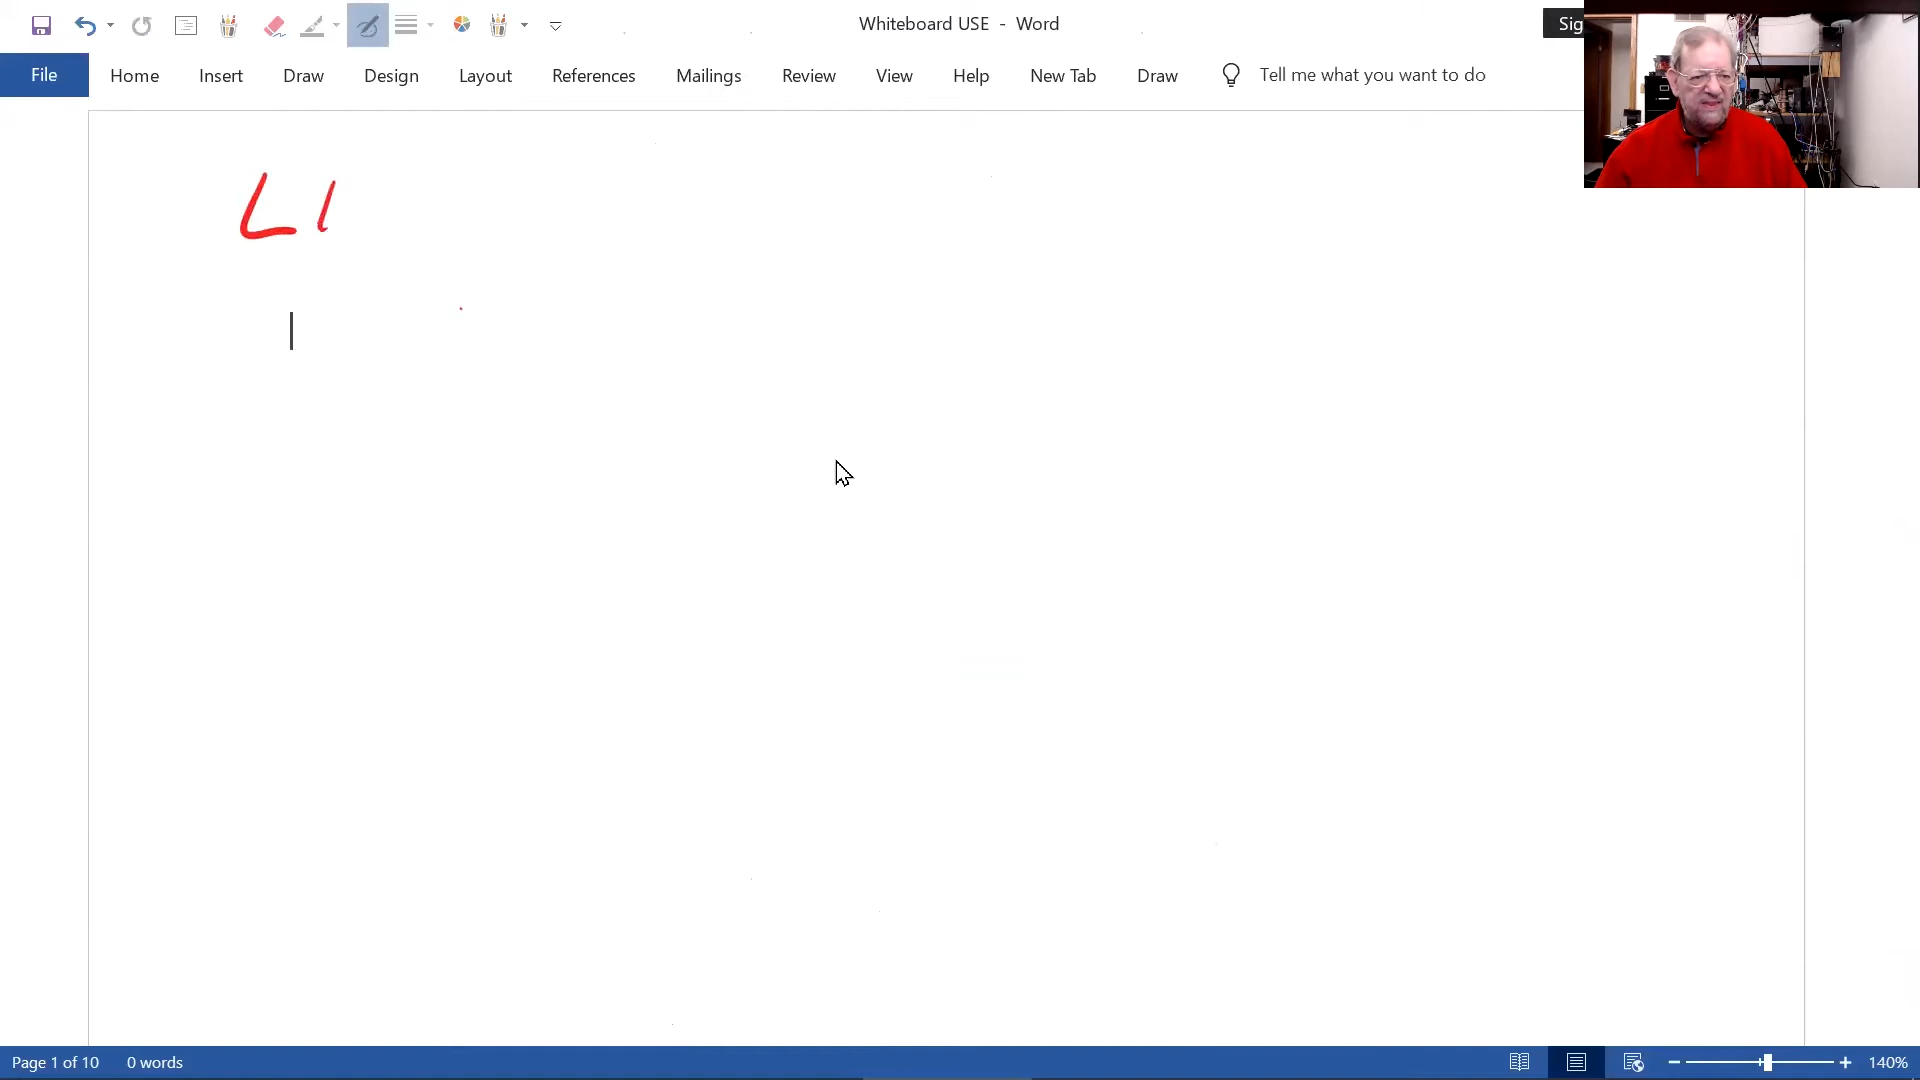 Whiteboard USE - Word
Sig
File Home Insert Draw Design Layout References Mailings Review View Help New Tab Draw Tell me what you want to do
L1
Page 1 of 10 0 words 140%